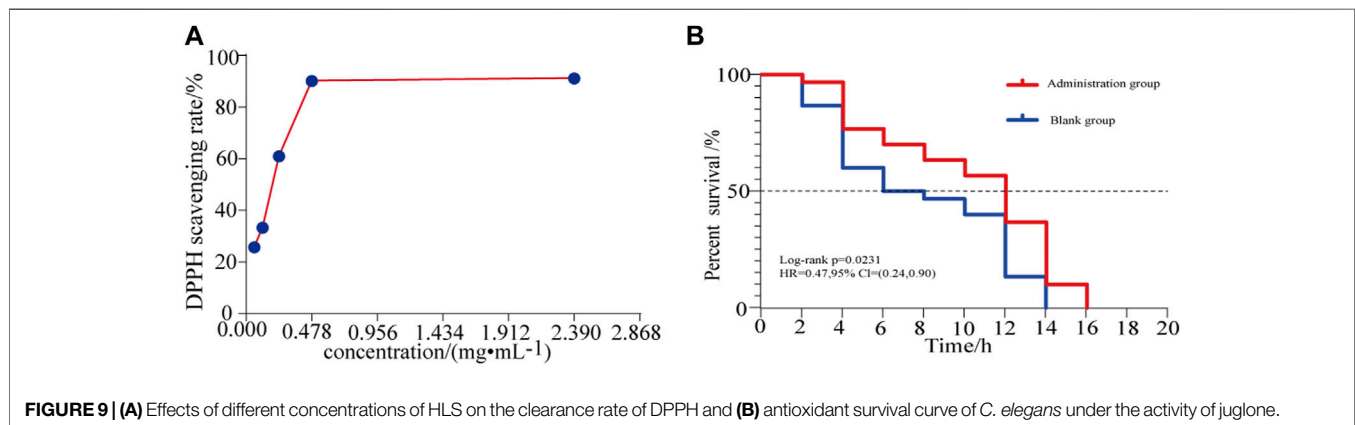 A
DPPH scavenging rate/%
100
80
60
40
20
0
0.000 0.478 0.956 1.434 1.912 2.390 2.868
concentration/(mg•mL-1)
B
Percent survival /%
100
50
0
Administration group
Blank group
Log-rank p=0.0231
HR=0.47,95% CI=(0.24,0.90)
0 2 4 6 8 10 12 14 16 18 20
Time/h
FIGURE 9 | (A) Effects of different concentrations of HLS on the clearance rate of DPPH and (B) antioxidant survival curve of C. elegans under the activity of juglone.